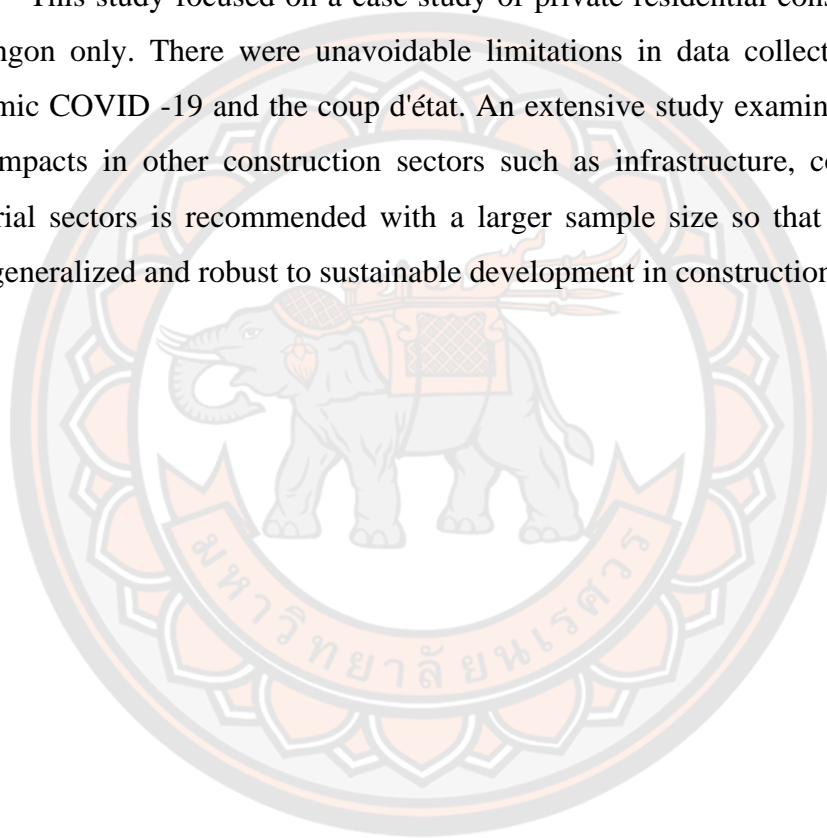 This study focused on a case study of private residential cons
ngon only. There were unavoidable limitations in data collect
mic COVID -19 and the coup d'état. An extensive study examin
impacts in other construction sectors such as infrastructure, co
rial sectors is recommended with a larger sample size so that
generalized and robust to sustainable development in construction
มหาวิทยาลัยนเรศวร